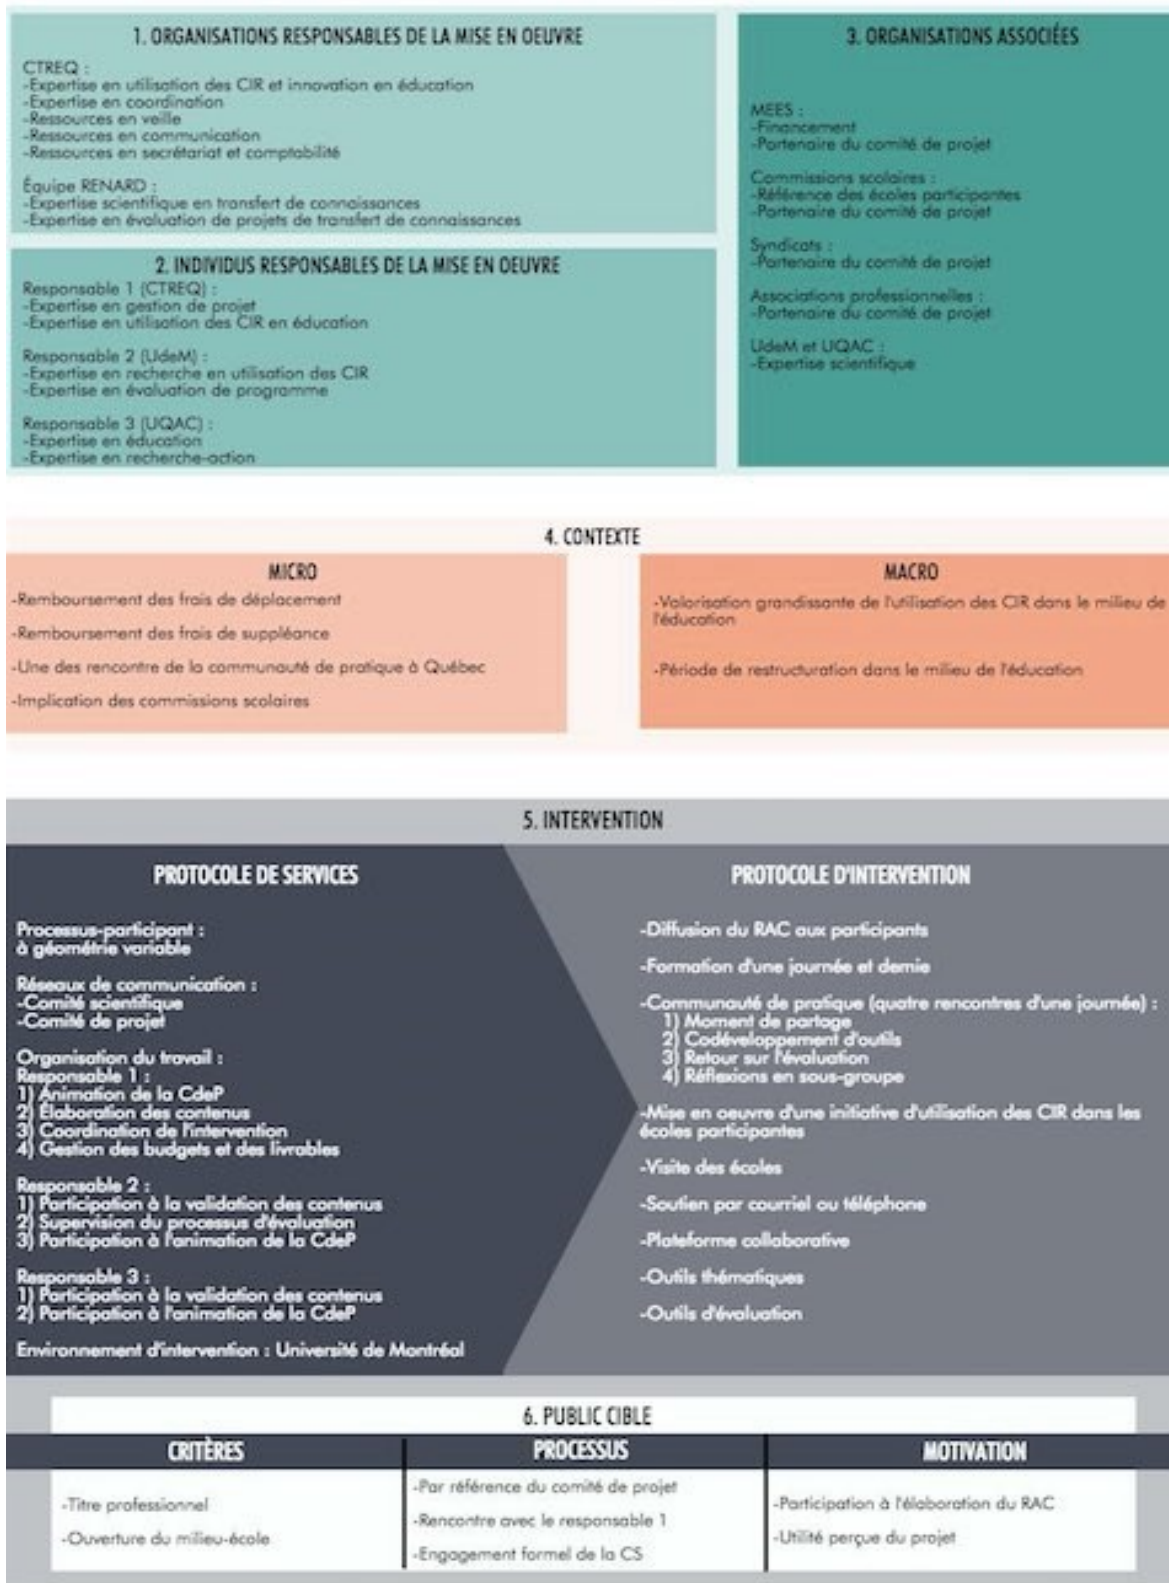 1. ORGANISATIONS RESPONSABLES DE LA MISE EN OEUVRE
CTREQ :
-Expertise en utilisation des CIR et innovation en éducation
-Expertise en coordination
-Ressources en veille
-Ressources en communication
-Ressources en secrétariat et comptabilité
Équipe RENARD :
-Expertise scientifique en transfert de connaissances
-Expertise en évaluation de projets de transfert de connaissances
2. INDIVIDUS RESPONSABLES DE LA MISE EN OEUVRE
Responsable 1 (CTREQ) :
-Expertise en gestion de projet
-Expertise en utilisation des CIR en éducation
Responsable 2 (UdeM) :
-Expertise en recherche en utilisation des CIR
-Expertise en évaluation de programme
Responsable 3 (UQAC) :
-Expertise en éducation
-Expertise en recherche-action
3. ORGANISATIONS ASSOCIÉES
MEES :
-Financement
-Partenaire du comité de projet
Commissions scolaires :
-Référence des écoles participantes
-Partenaire du comité de projet
Syndicats :
-Partenaire du comité de projet
Associations professionnelles :
-Partenaire du comité de projet
UdeM et UQAC :
-Expertise scientifique
4. CONTEXTE
MICRO
-Remboursement des frais de déplacement
-Remboursement des frais de suppléance
-Une des rencontre de la communauté de pratique à Québec
-Implication des commissions scolaires
MACRO
-Valorisation grandissante de l'utilisation des CIR dans le milieu de
l'éducation
-Période de restructuration dans le milieu de l'éducation
5. INTERVENTION
PROTOCOLE DE SERVICES
Processus-participant :
à géométrie variable
Réseaux de communication :
-Comité scientifique
-Comité de projet
Organisation du travail :
Responsable 1 :
1) Animation de la CdeP
2) Élaboration des contenus
3) Coordination de l'intervention
4) Gestion des budgets et des livrables
Responsable 2 :
1) Participation à la validation des contenus
2) Supervision du processus d'évaluation
3) Participation à l'animation de la CdeP
Responsable 3 :
1) Participation à la validation des contenus
2) Participation à l'animation de la CdeP
Environnement d'intervention : Université de Montréal
PROTOCOLE D'INTERVENTION
-Diffusion du RAC aux participants
-Formation d'une journée et demie
-Communauté de pratique (quatre rencontres d'une journée) :
1) Moment de partage
2) Codéveloppement d'outils
3) Retour sur l'évaluation
4) Réflexions en sous-groupe
-Mise en oeuvre d'une initiative d'utilisation des CIR dans les
écoles participantes
-Visite des écoles
-Soutien par courriel ou téléphone
-Plateforme collaborative
-Outils thématiques
-Outils d'évaluation
6. PUBLIC CIBLE
CRITÈRES
-Titre professionnel
-Ouverture du milieu-école
PROCESSUS
-Par référence du comité de projet
-Rencontre avec le responsable 1
-Engagement formel de la CS
MOTIVATION
-Participation à l'élaboration du RAC
-Utilité perçue du projet